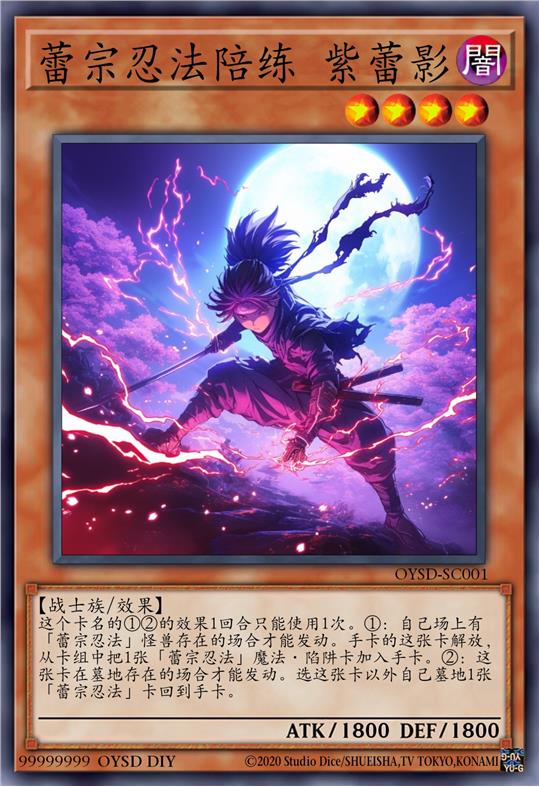 蕾宗忍法陪练 紫蕾影
闇
OYSD-SC001
【战士族/效果】
这个卡名的①②的效果1回合只能使用1次。①：自己场上有
「蕾宗忍法」怪兽存在的场合才能发动。手卡的这张卡解放，
从卡组中把1张「蕾宗忍法」魔法·陷阱卡加入手卡。②：这
张卡在墓地存在的场合才能发动。选这张卡以外自己墓地1张
「蕾宗忍法」卡回到手卡。
ATK/1800 DEF/1800
99999999 OYSD DIY ©2020 Studio Dice/SHUEISHA,TV TOKYO,KONAMI